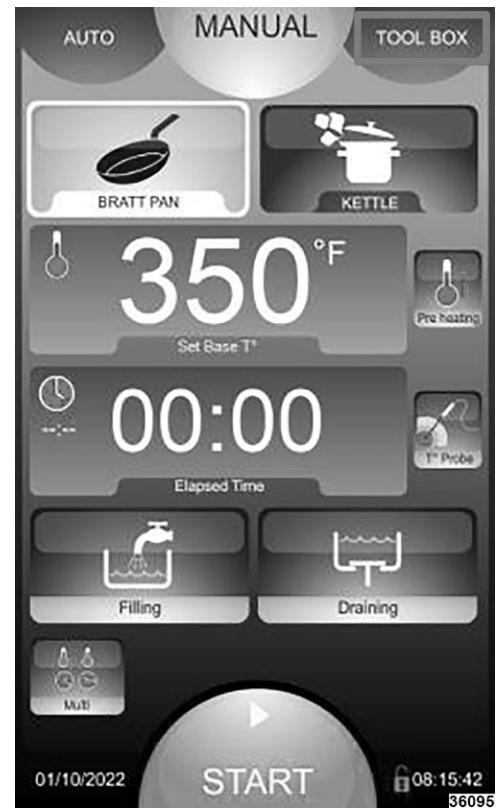 AUTO
MANUAL
TOOL BOX
BRATT PAN
KETTLE
350°F
Set Base T°
Pre heating
--:--
00:00
Elapsed Time
T° Probe
Filling
Draining
Multi
START
01/10/2022
08:15:42
36095